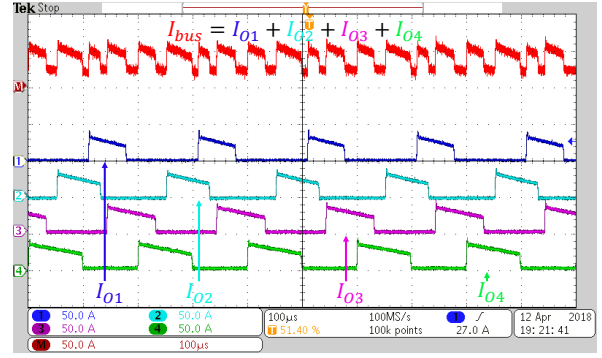 Tek Stop
T
T
I_bus = I_O1 + I_O2 + I_O3 + I_O4
M
1
2
3
4
I_O1 I_O2 I_O3 I_O4
1 50.0 A 2 50.0 A 100µs 100MS/s 1 27.0 A 12 Apr 2018
3 50.0 A 4 50.0 A T 51.40 % 100k points 19:21:41
M 50.0 A 100µs